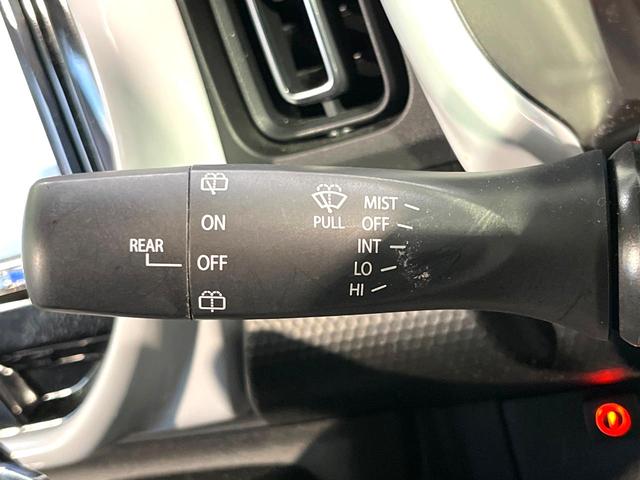 MIST
ON
PULL
OFF
REAR
INT
OFF
LO
HI